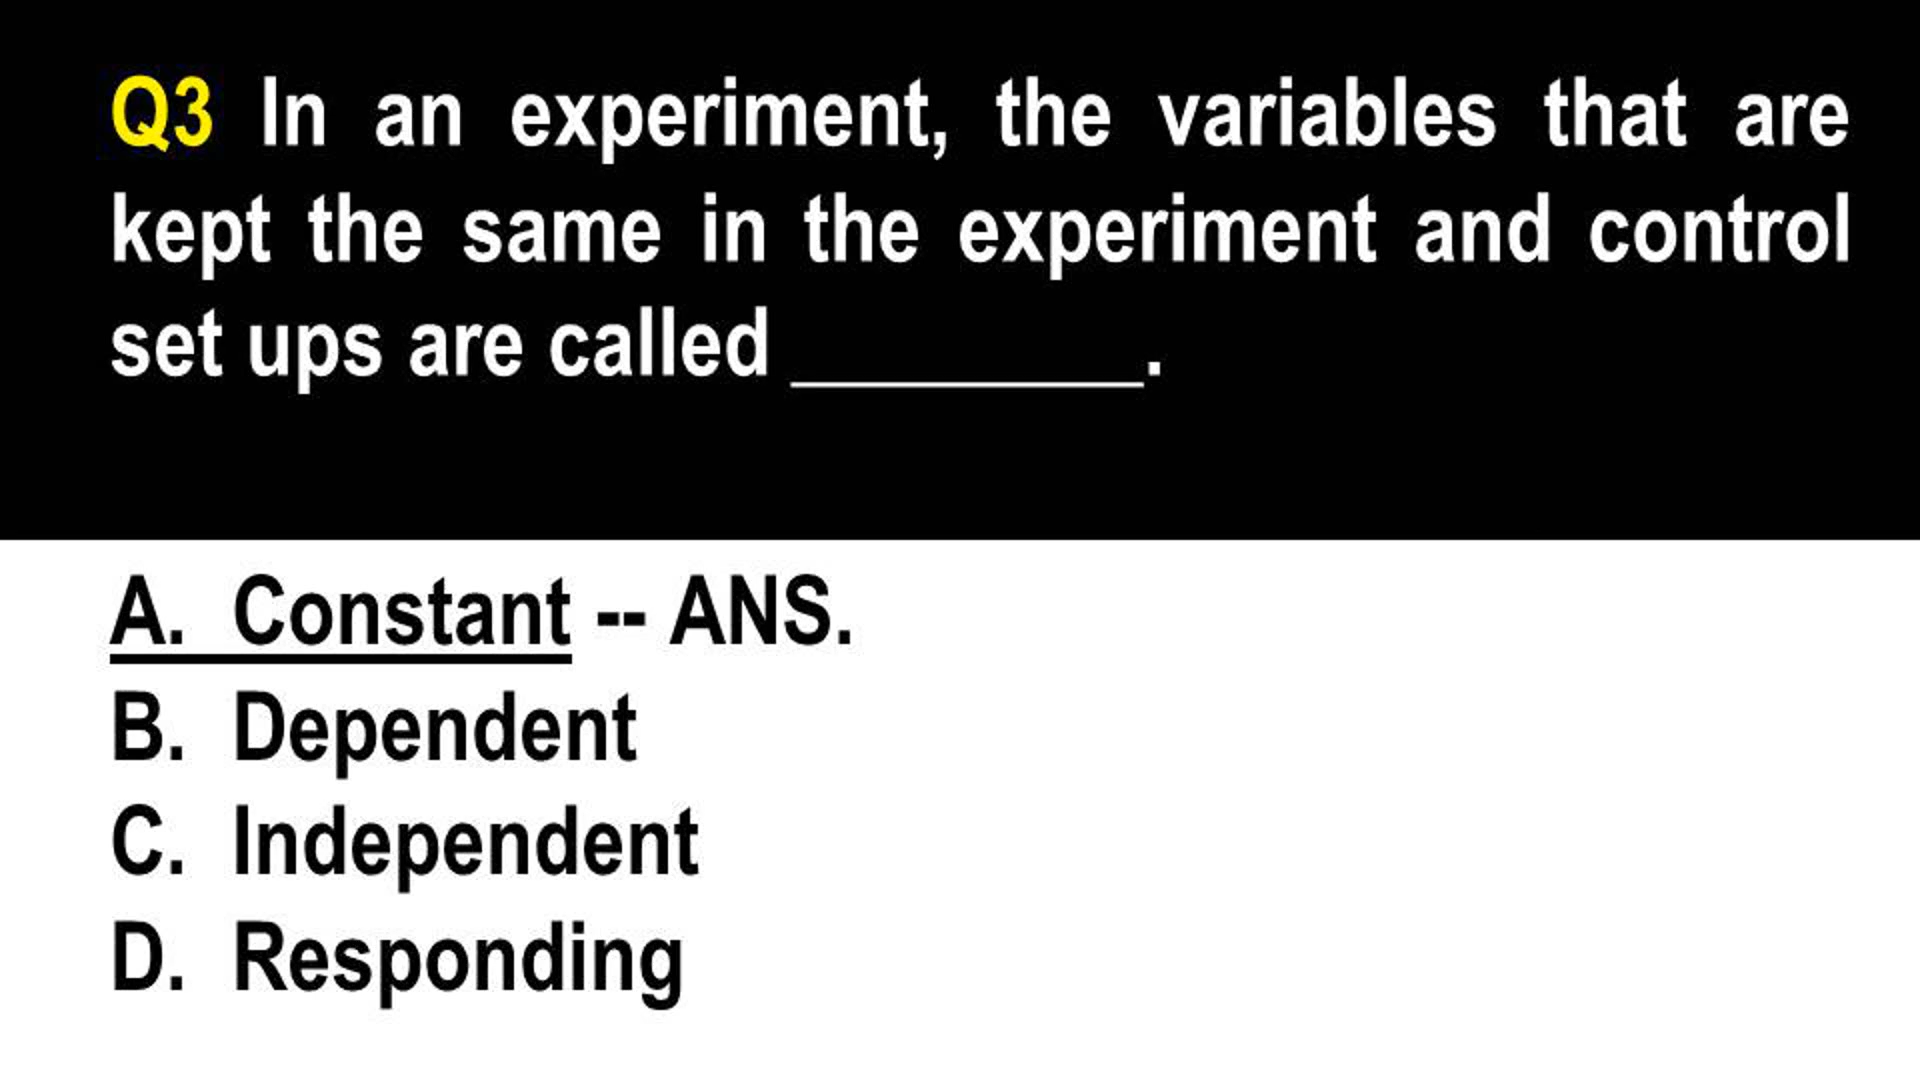 Q3 In an experiment, the variables that are
kept the same in the experiment and control
set ups are called __________.
A. Constant -- ANS.
B. Dependent
C. Independent
D. Responding